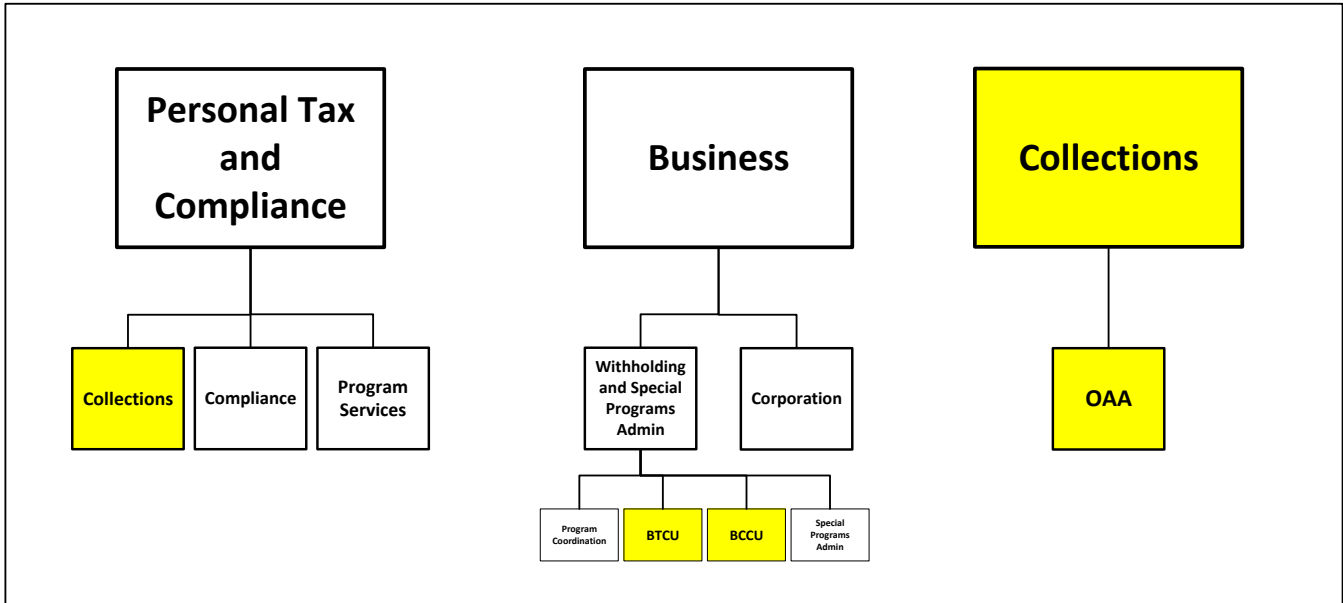 Personal Tax
and
Compliance
Business
Collections
Collections
Compliance
Program
Services
Withholding
and Special
Programs
Admin
Corporation
OAA
Program
Coordination
BTCU
BCCU
Special
Programs
Admin